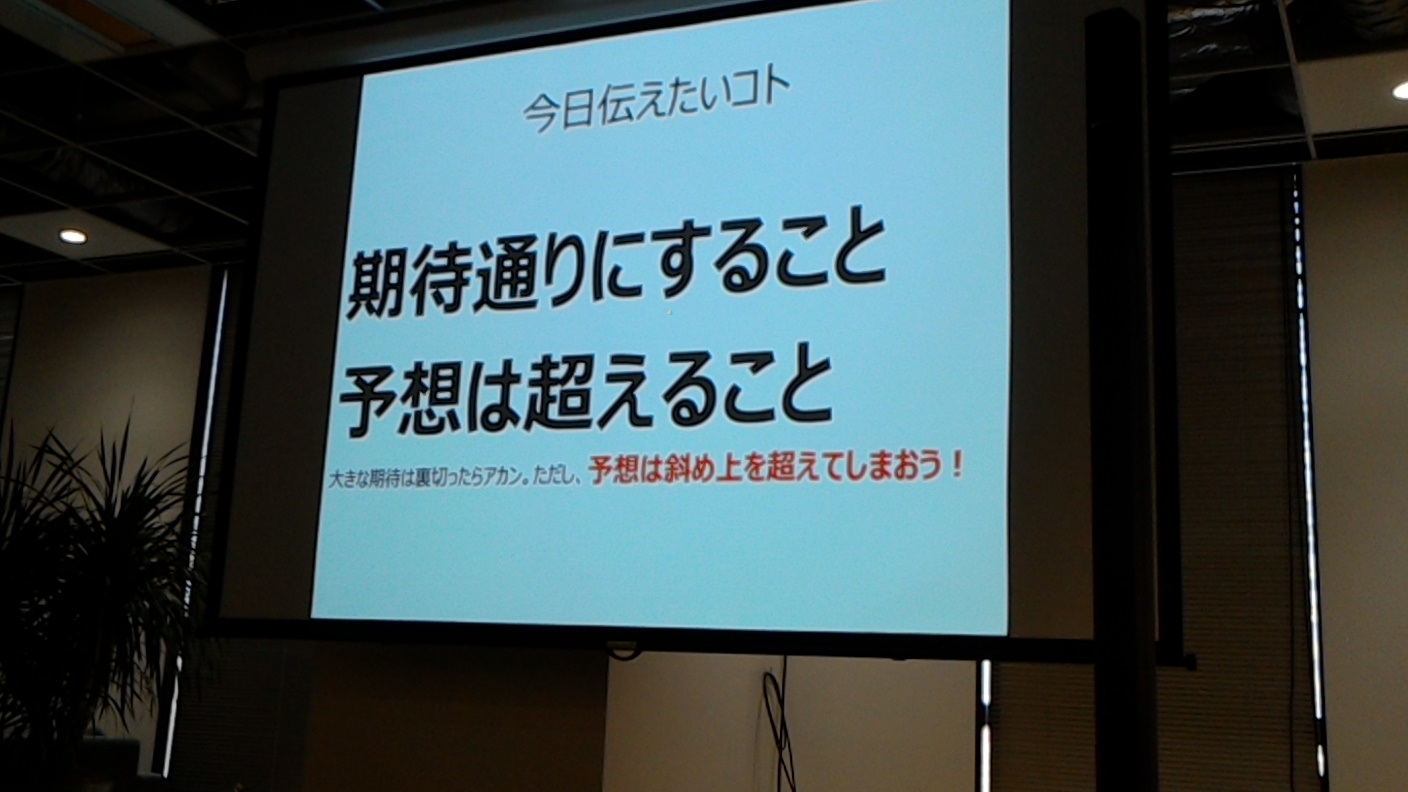 今日伝えたいコト
期待通りにすること
予想は超えること
大きな期待は裏切ったらアカン。ただし、予想は斜め上を超えてしまおう！